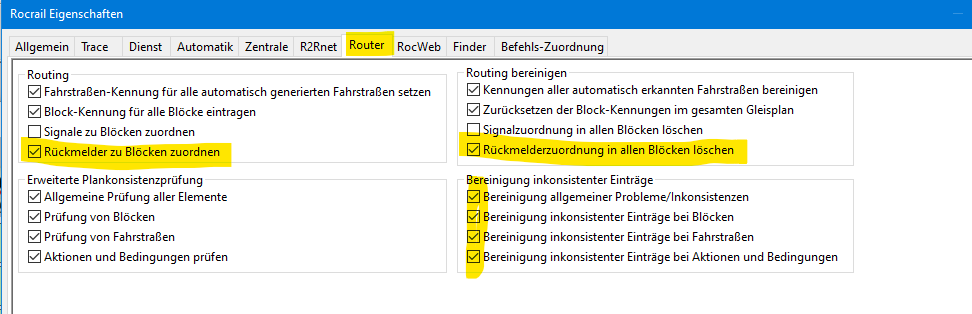 Rocrail Eigenschaften
Allgemein Trace Dienst Automatik Zentrale R2Rnet Router RocWeb Finder Befehls-Zuordnung
Routing
Fahrstraßen-Kennung für alle automatisch generierten Fahrstraßen setzen
Block-Kennung für alle Blöcke eintragen
Signale zu Blöcken zuordnen
Rückmelder zu Blöcken zuordnen
Routing bereinigen
Kennungen aller automatisch erkannten Fahrstraßen bereinigen
Zurücksetzen der Block-Kennungen im gesamten Gleisplan
Signalzuordnung in allen Blöcken löschen
Rückmelderzuordnung in allen Blöcken löschen
Erweiterte Plankonsistenzprüfung
Allgemeine Prüfung aller Elemente
Prüfung von Blöcken
Prüfung von Fahrstraßen
Aktionen und Bedingungen prüfen
Bereinigung inkonsistenter Einträge
Bereinigung allgemeiner Probleme/Inkonsistenzen
Bereinigung inkonsistenter Einträge bei Blöcken
Bereinigung inkonsistenter Einträge bei Fahrstraßen
Bereinigung inkonsistenter Einträge bei Aktionen und Bedingungen